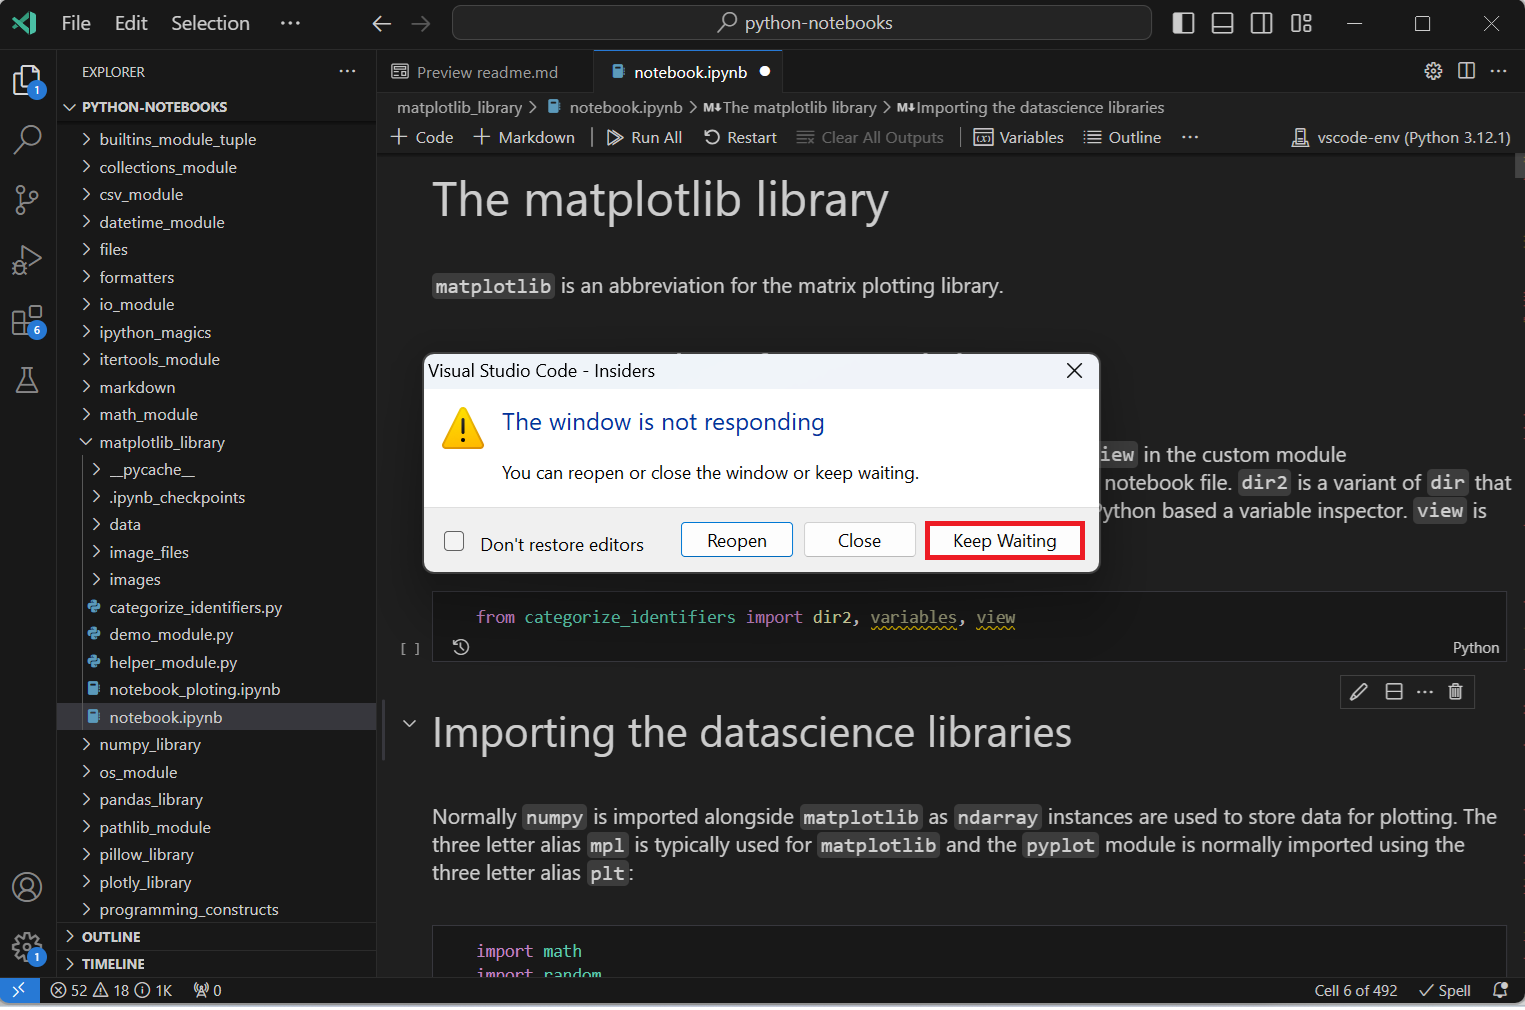 File Edit Selection ··· python-notebooks
EXPLORER ···
Preview readme.md notebook.ipynb
PYTHON-NOTEBOOKS
matplotlib_library > notebook.ipynb > M↓The matplotlib library > M↓Importing the datascience libraries
+ Code + Markdown Run All Restart Clear All Outputs Variables Outline ··· vscode-env (Python 3.12.1)
1
6
builtins_module_tuple
collections_module
csv_module
datetime_module
files
formatters
io_module
ipython_magics
itertools_module
markdown
math_module
matplotlib_library
__pycache__
.ipynb_checkpoints
data
image_files
images
categorize_identifiers.py
demo_module.py
helper_module.py
notebook_ploting.ipynb
notebook.ipynb
numpy_library
os_module
pandas_library
pathlib_module
pillow_library
plotly_library
programming_constructs
OUTLINE
TIMELINE
1
The matplotlib library
matplotlib is an abbreviation for the matrix plotting library.
Visual Studio Code - Insiders
The window is not responding
You can reopen or close the window or keep waiting.
Don't restore editors Reopen Close Keep Waiting
iew in the custom module
notebook file. dir2 is a variant of dir that
Python based a variable inspector. view is
from categorize_identifiers import dir2, variables, view
[ ] Python
Importing the datascience libraries
Normally numpy is imported alongside matplotlib as ndarray instances are used to store data for plotting. The
three letter alias mpl is typically used for matplotlib and the pyplot module is normally imported using the
three letter alias plt:
import math
import random
52 18 1K 0 Cell 6 of 492 Spell